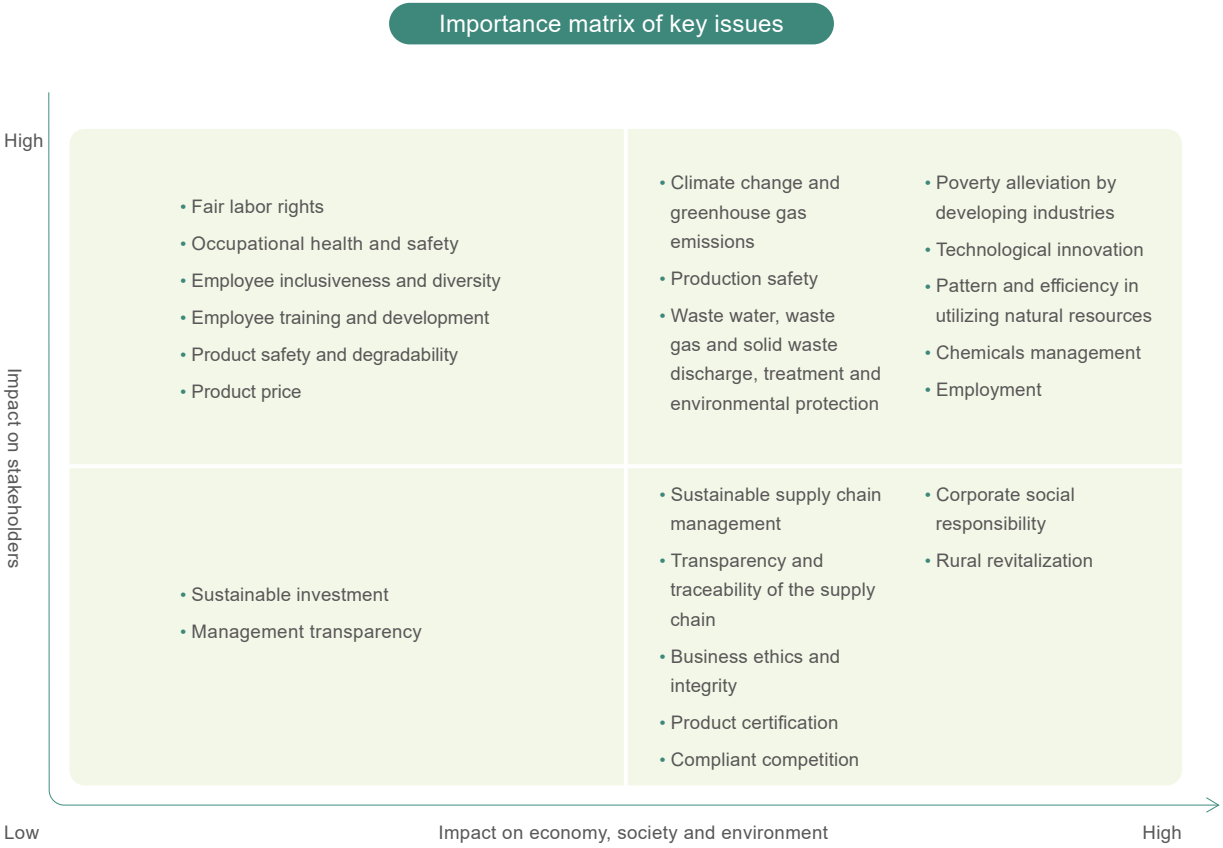 Importance matrix of key issues
High
Impact on stakeholders
• Fair labor rights
• Occupational health and safety
• Employee inclusiveness and diversity
• Employee training and development
• Product safety and degradability
• Product price
• Climate change and
greenhouse gas
emissions
• Production safety
• Waste water, waste
gas and solid waste
discharge, treatment and
environmental protection
• Poverty alleviation by
developing industries
• Technological innovation
• Pattern and efficiency in
utilizing natural resources
• Chemicals management
• Employment
• Sustainable investment
• Management transparency
• Sustainable supply chain
management
• Transparency and
traceability of the supply
chain
• Business ethics and
integrity
• Product certification
• Compliant competition
• Corporate social
responsibility
• Rural revitalization
Low
Impact on economy, society and environment
High